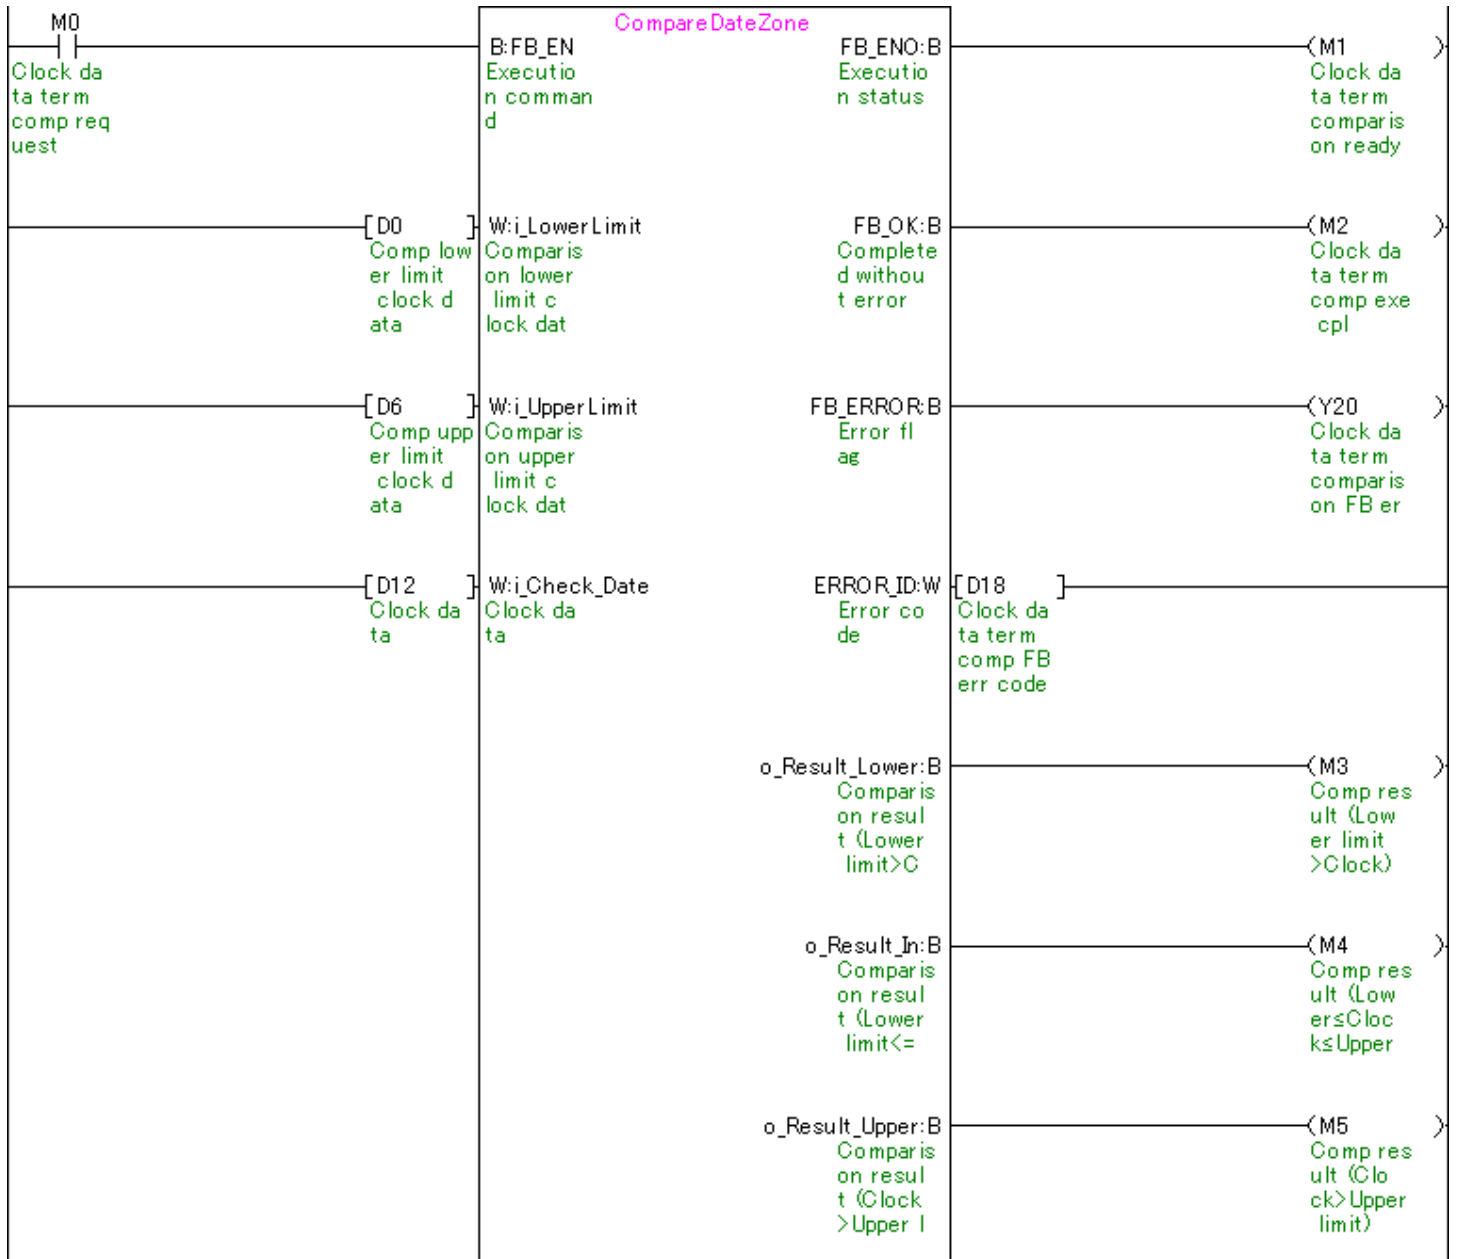 M0
CompareDateZone
B:FB_EN
FB_ENO:B
(M1 )
Clock da
ta term
comp req
uest
Executio
n comman
d
Executio
n status
Clock da
ta term
comparis
on ready
[D0 ]
W:i_LowerLimit
FB_OK:B
(M2 )
Comp low
er limit
clock d
ata
Comparis
on lower
limit c
lock dat
Complete
d withou
t error
Clock da
ta term
comp exe
cpl
[D6 ]
W:i_UpperLimit
FB_ERROR:B
(Y20 )
Comp upp
er limit
clock d
ata
Comparis
on upper
limit c
lock dat
Error fl
ag
Clock da
ta term
comparis
on FB er
[D12 ]
W:i_Check_Date
ERROR_ID:W
[D18 ]
Clock da
ta
Clock da
ta
Error co
de
Clock da
ta term
comp FB
err code
o_Result_Lower:B
(M3 )
Comparis
on resul
t (Lower
limit>C
Comp res
ult (Low
er limit
>Clock)
o_Result_In:B
(M4 )
Comparis
on resul
t (Lower
limit<=
Comp res
ult (Low
er≤Cloc
k≤Upper
o_Result_Upper:B
(M5 )
Comparis
on resul
t (Clock
>Upper l
Comp res
ult (Clo
ck>Upper
limit)